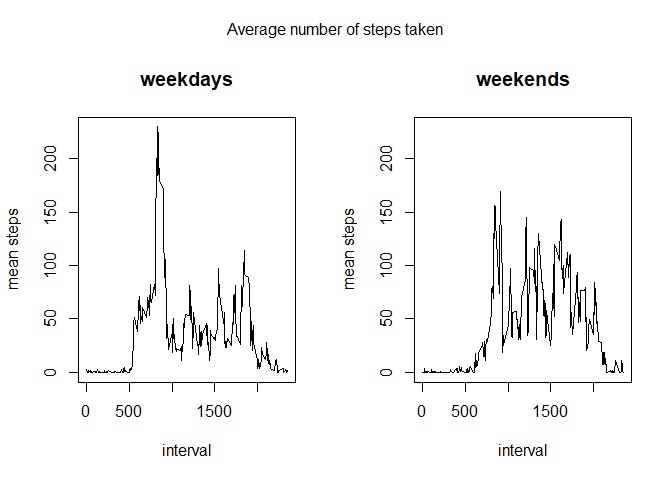 Average number of steps taken
weekdays
mean steps
200
150
100
50
0
0 500 1500
interval
weekends
mean steps
200
150
100
50
0
0 500 1500
interval